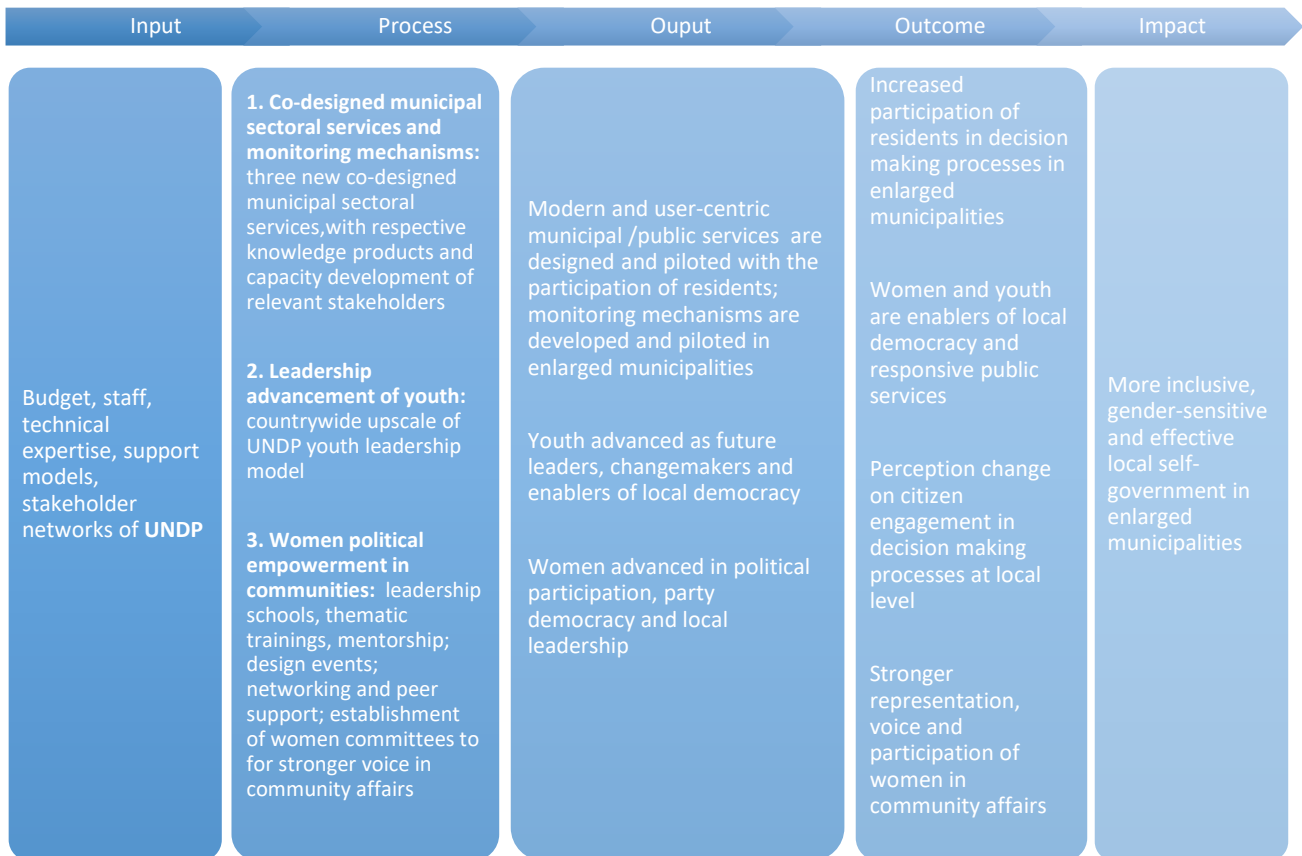 Input
Process
Ouput
Outcome
Impact
Budget, staff,
technical
expertise, support
models,
stakeholder
networks of UNDP
1. Co-designed municipal
sectoral services and
monitoring mechanisms:
three new co-designed
municipal sectoral
services,with respective
knowledge products and
capacity development of
relevant stakeholders
2. Leadership
advancement of youth:
countrywide upscale of
UNDP youth leadership
model
3. Women political
empowerment in
communities: leadership
schools, thematic
trainings, mentorship;
design events;
networking and peer
support; establishment
of women committees to
for stronger voice in
community affairs
Modern and user-centric
municipal /public services are
designed and piloted with the
participation of residents;
monitoring mechanisms are
developed and piloted in
enlarged municipalities
Youth advanced as future
leaders, changemakers and
enablers of local democracy
Women advanced in political
participation, party
democracy and local
leadership
Increased
participation of
residents in decision
making processes in
enlarged
municipalities
Women and youth
are enablers of local
democracy and
responsive public
services
Perception change
on citizen
engagement in
decision making
processes at local
level
Stronger
representation,
voice and
participation of
women in
community affairs
More inclusive,
gender-sensitive
and effective
local self-
government in
enlarged
municipalities